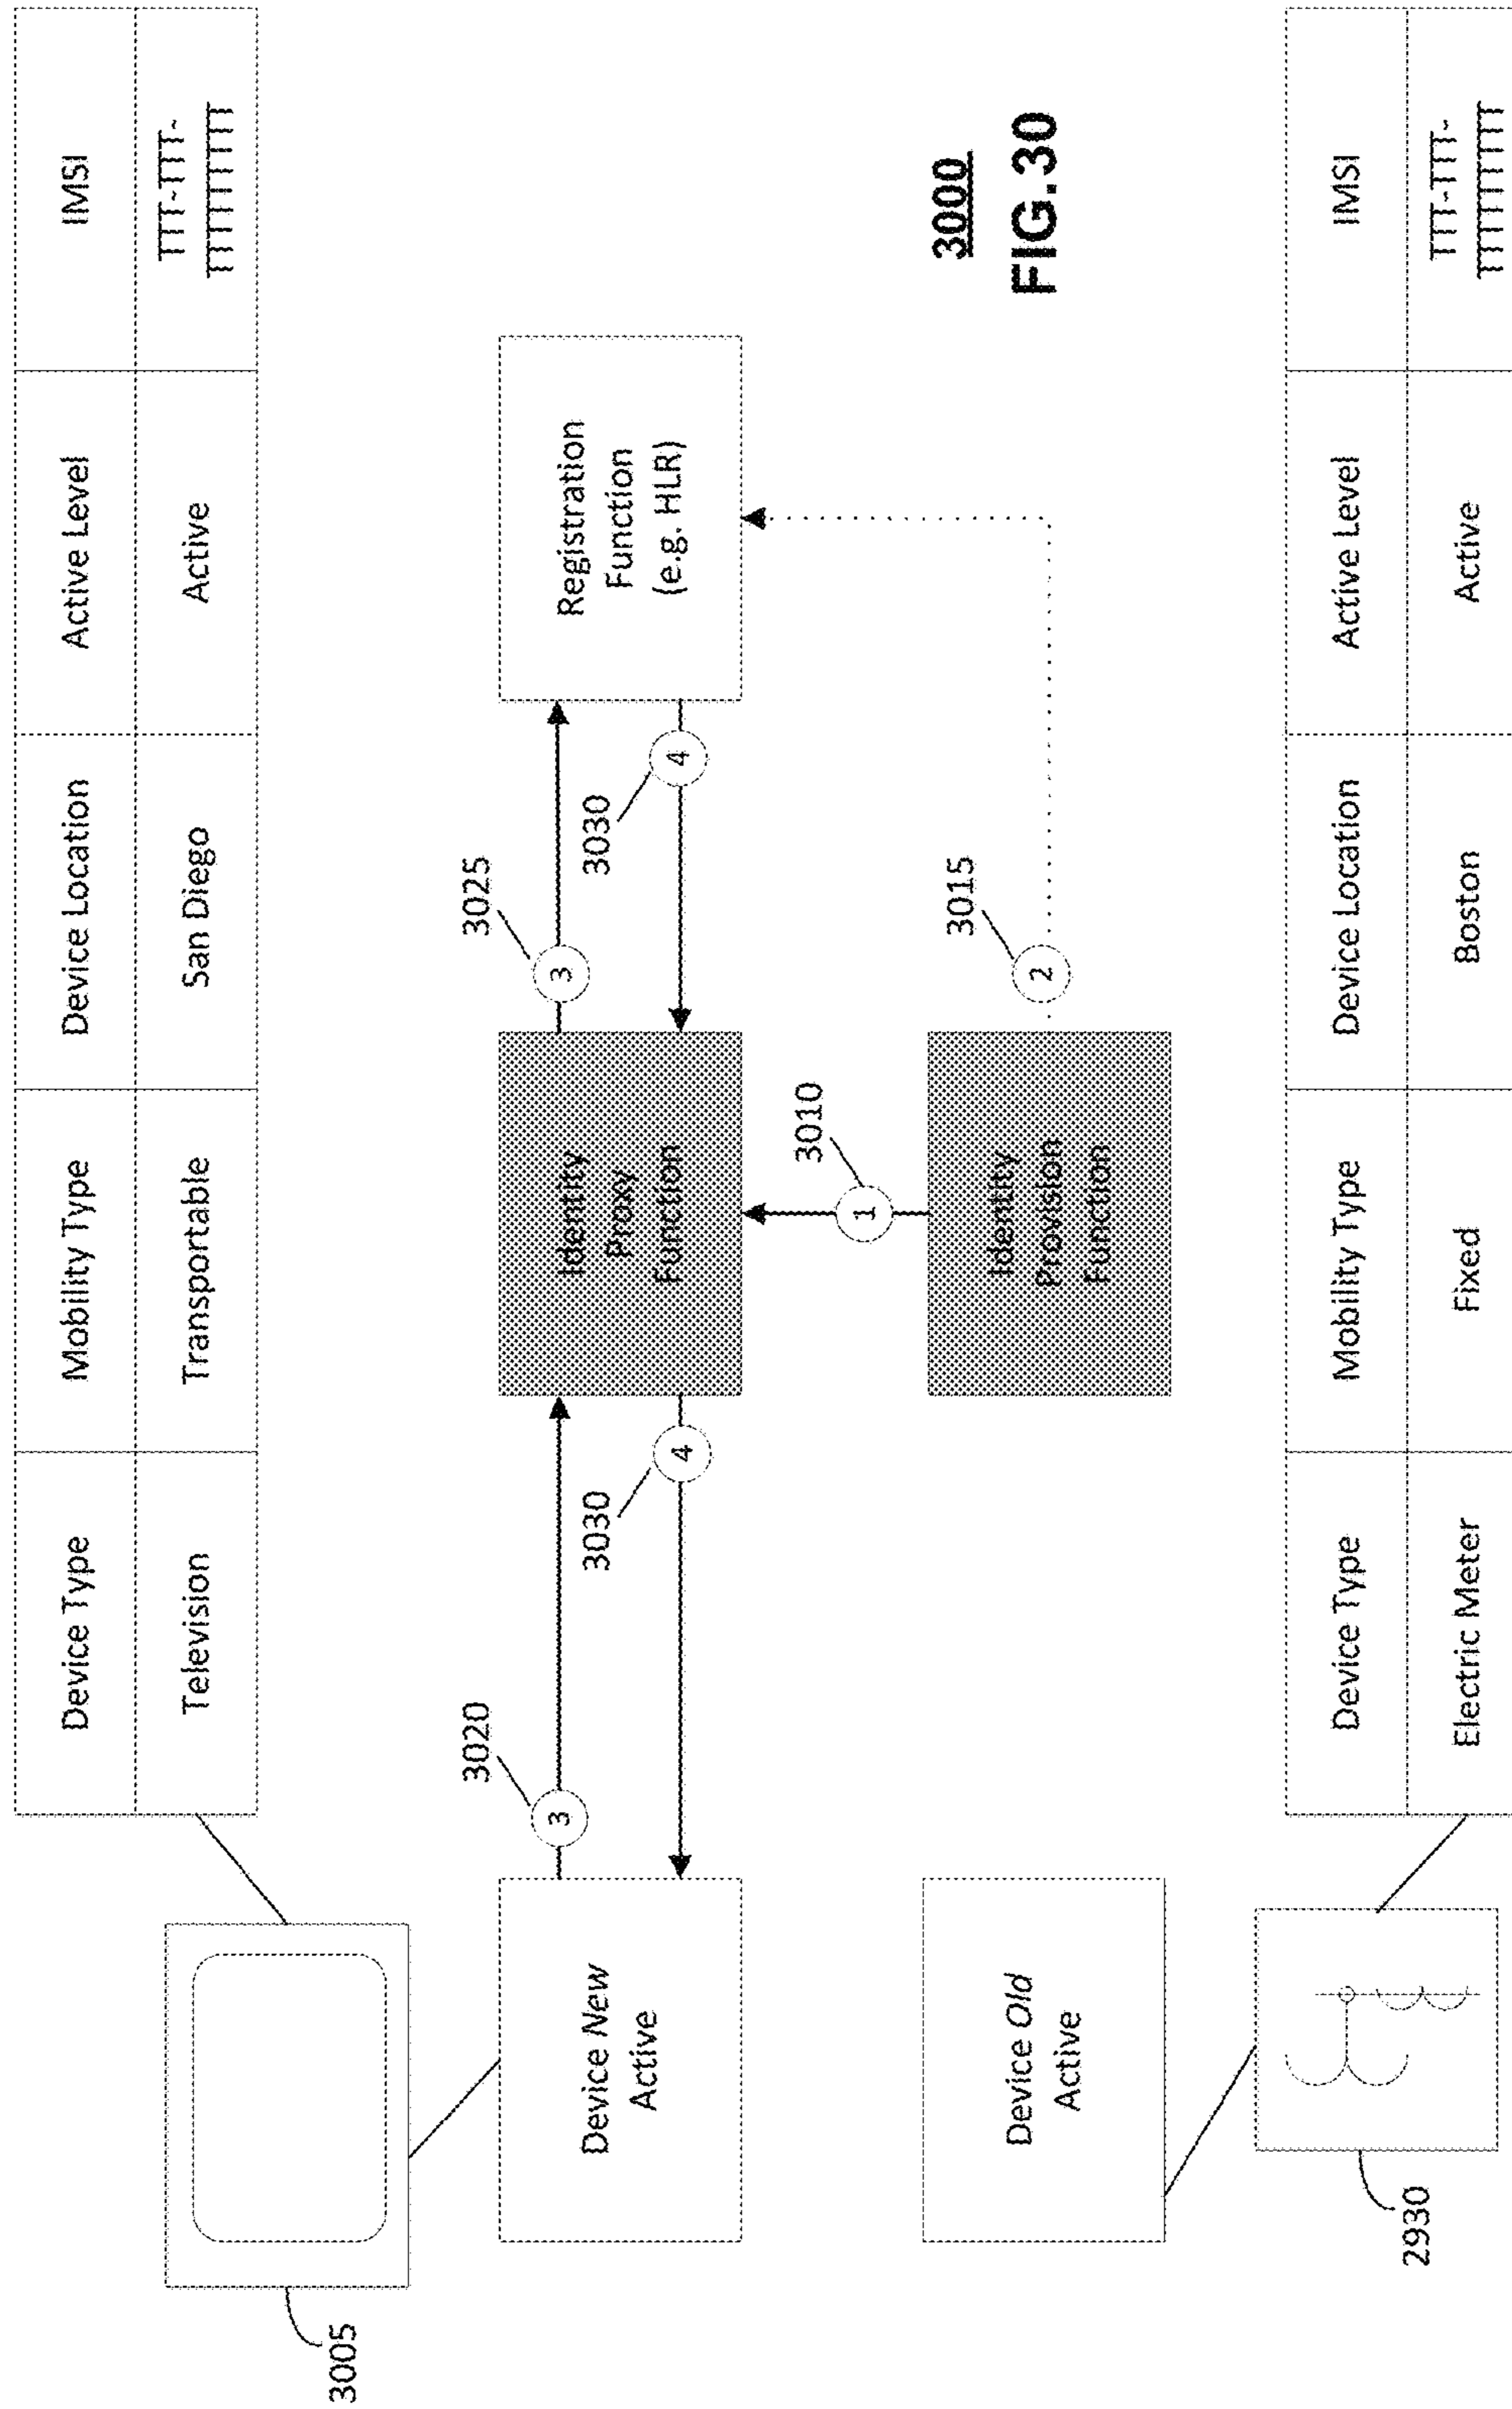 Device Type
Mobility Type
Device Location
Active Level
IMSI
Television
Transportable
San Diego
Active
TTT-TTT-
TTTTTTTTT
3005
Device New
Active
3020
3
3030
4
Identity
Proxy
Function
3025
3
3030
4
Registration
Function
(e.g. HLR)
3010
1
Identity
Provision
Function
3015
2
3000
FIG.30
Device Old
Active
2930
Device Type
Mobility Type
Device Location
Active Level
IMSI
Electric Meter
Fixed
Boston
Active
TTT-TTT-
TTTTTTTTT